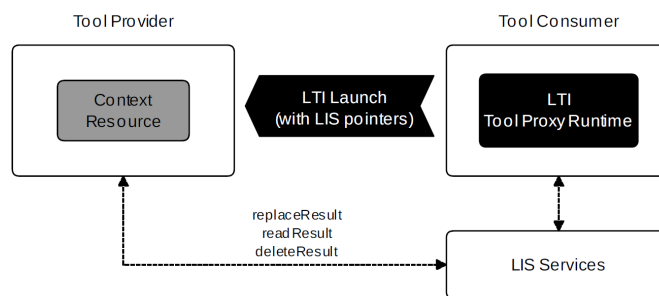 Tool Provider
Tool Consumer
Context
Resource
LTI Launch
(with LIS pointers)
LTI
Tool Proxy Runtime
replaceResult
readResult
deleteResult
LIS Services